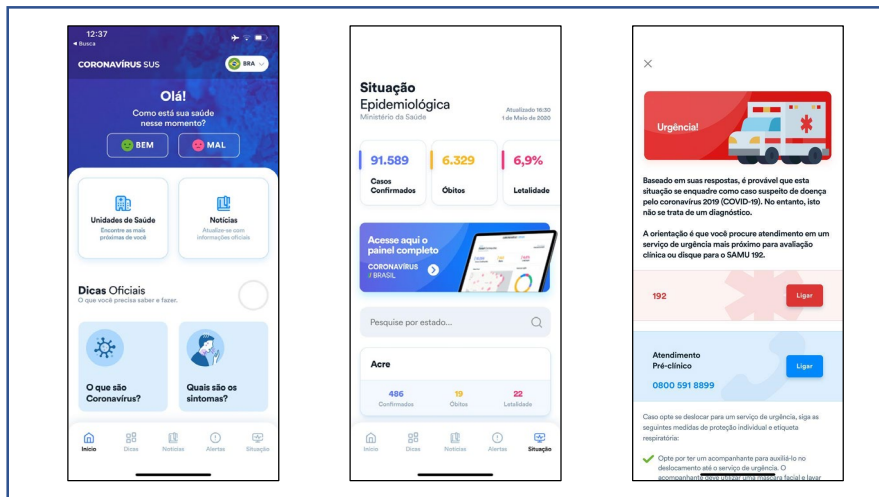 12:37
◀ Busca
CORONAVÍRUS SUS
BRA
Olá!
Como está sua saúde
nesse momento?
BEM
MAL
Unidades de Saúde
Encontre as mais
próximas de você
Notícias
Atualize-se com
informações oficiais
Dicas Oficiais
O que você precisa saber e fazer.
O que são
Coronavírus?
Quais são os
sintomas?
Início
Dicas
Notícias
Alertas
Situação
Situação
Epidemiológica
Ministério da Saúde
Atualizado 16:30
1 de Maio de 2020
91.589
Casos
Confirmados
6.329
Óbitos
6,9%
Letalidade
Acesse aqui o
painel completo
CORONAVÍRUS
// BRASIL
Pesquise por estado...
Acre
486
Confirmados
19
Óbitos
22
Letalidade
Início
Dicas
Notícias
Alertas
Situação
Urgência!
Baseado em suas respostas, é provável que esta
situação se enquadre como caso suspeito de doença
pelo coronavírus 2019 (COVID-19). No entanto, isto
não se trata de um diagnóstico.
A orientação é que você procure atendimento em um
serviço de urgência mais próximo para avaliação
clínica ou disque para o SAMU 192.
192
Ligar
Atendimento
Pré-clínico
0800 591 8899
Ligar
Caso opte se deslocar para um serviço de urgência, siga as
seguintes medidas de proteção individual e etiqueta
respiratória:
Opte por ter um acompanhante para auxiliá-lo no
deslocamento até o serviço de urgência. O
acompanhante deve utilizar uma máscara facial e lavar